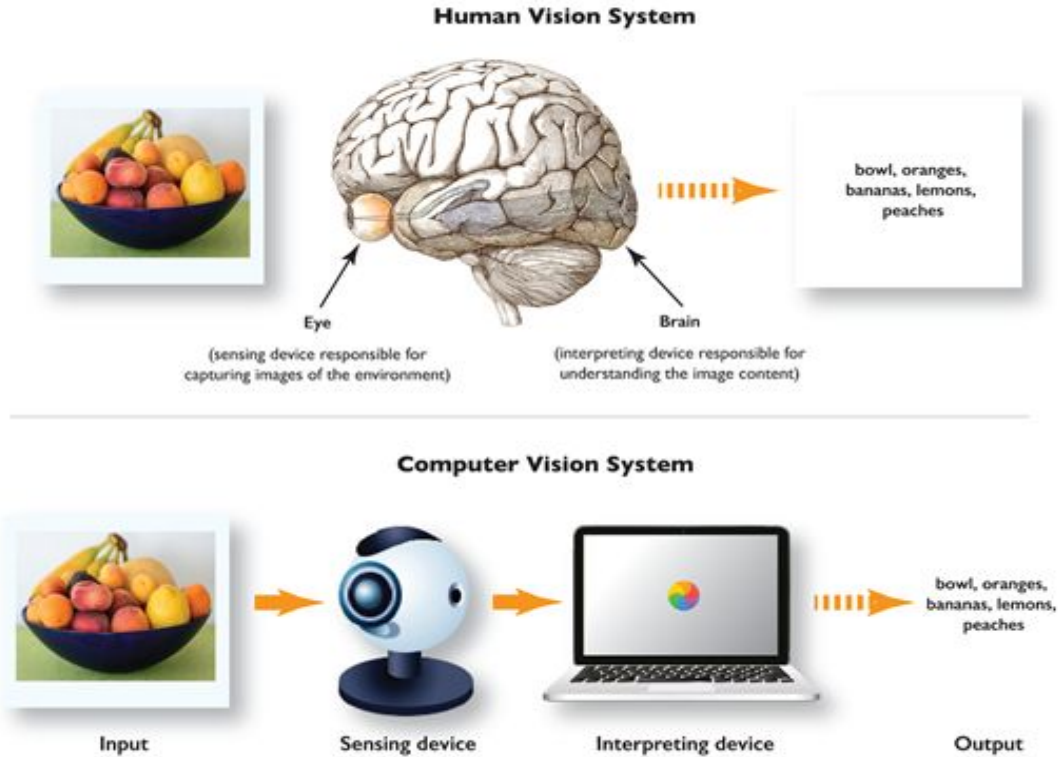 Human Vision System
bowl, oranges,
bananas, lemons,
peaches
Eye
(sensing device responsible for
capturing images of the environment)
Brain
(interpreting device responsible for
understanding the image content)
Computer Vision System
bowl, oranges,
bananas, lemons,
peaches
Input
Sensing device
Interpreting device
Output